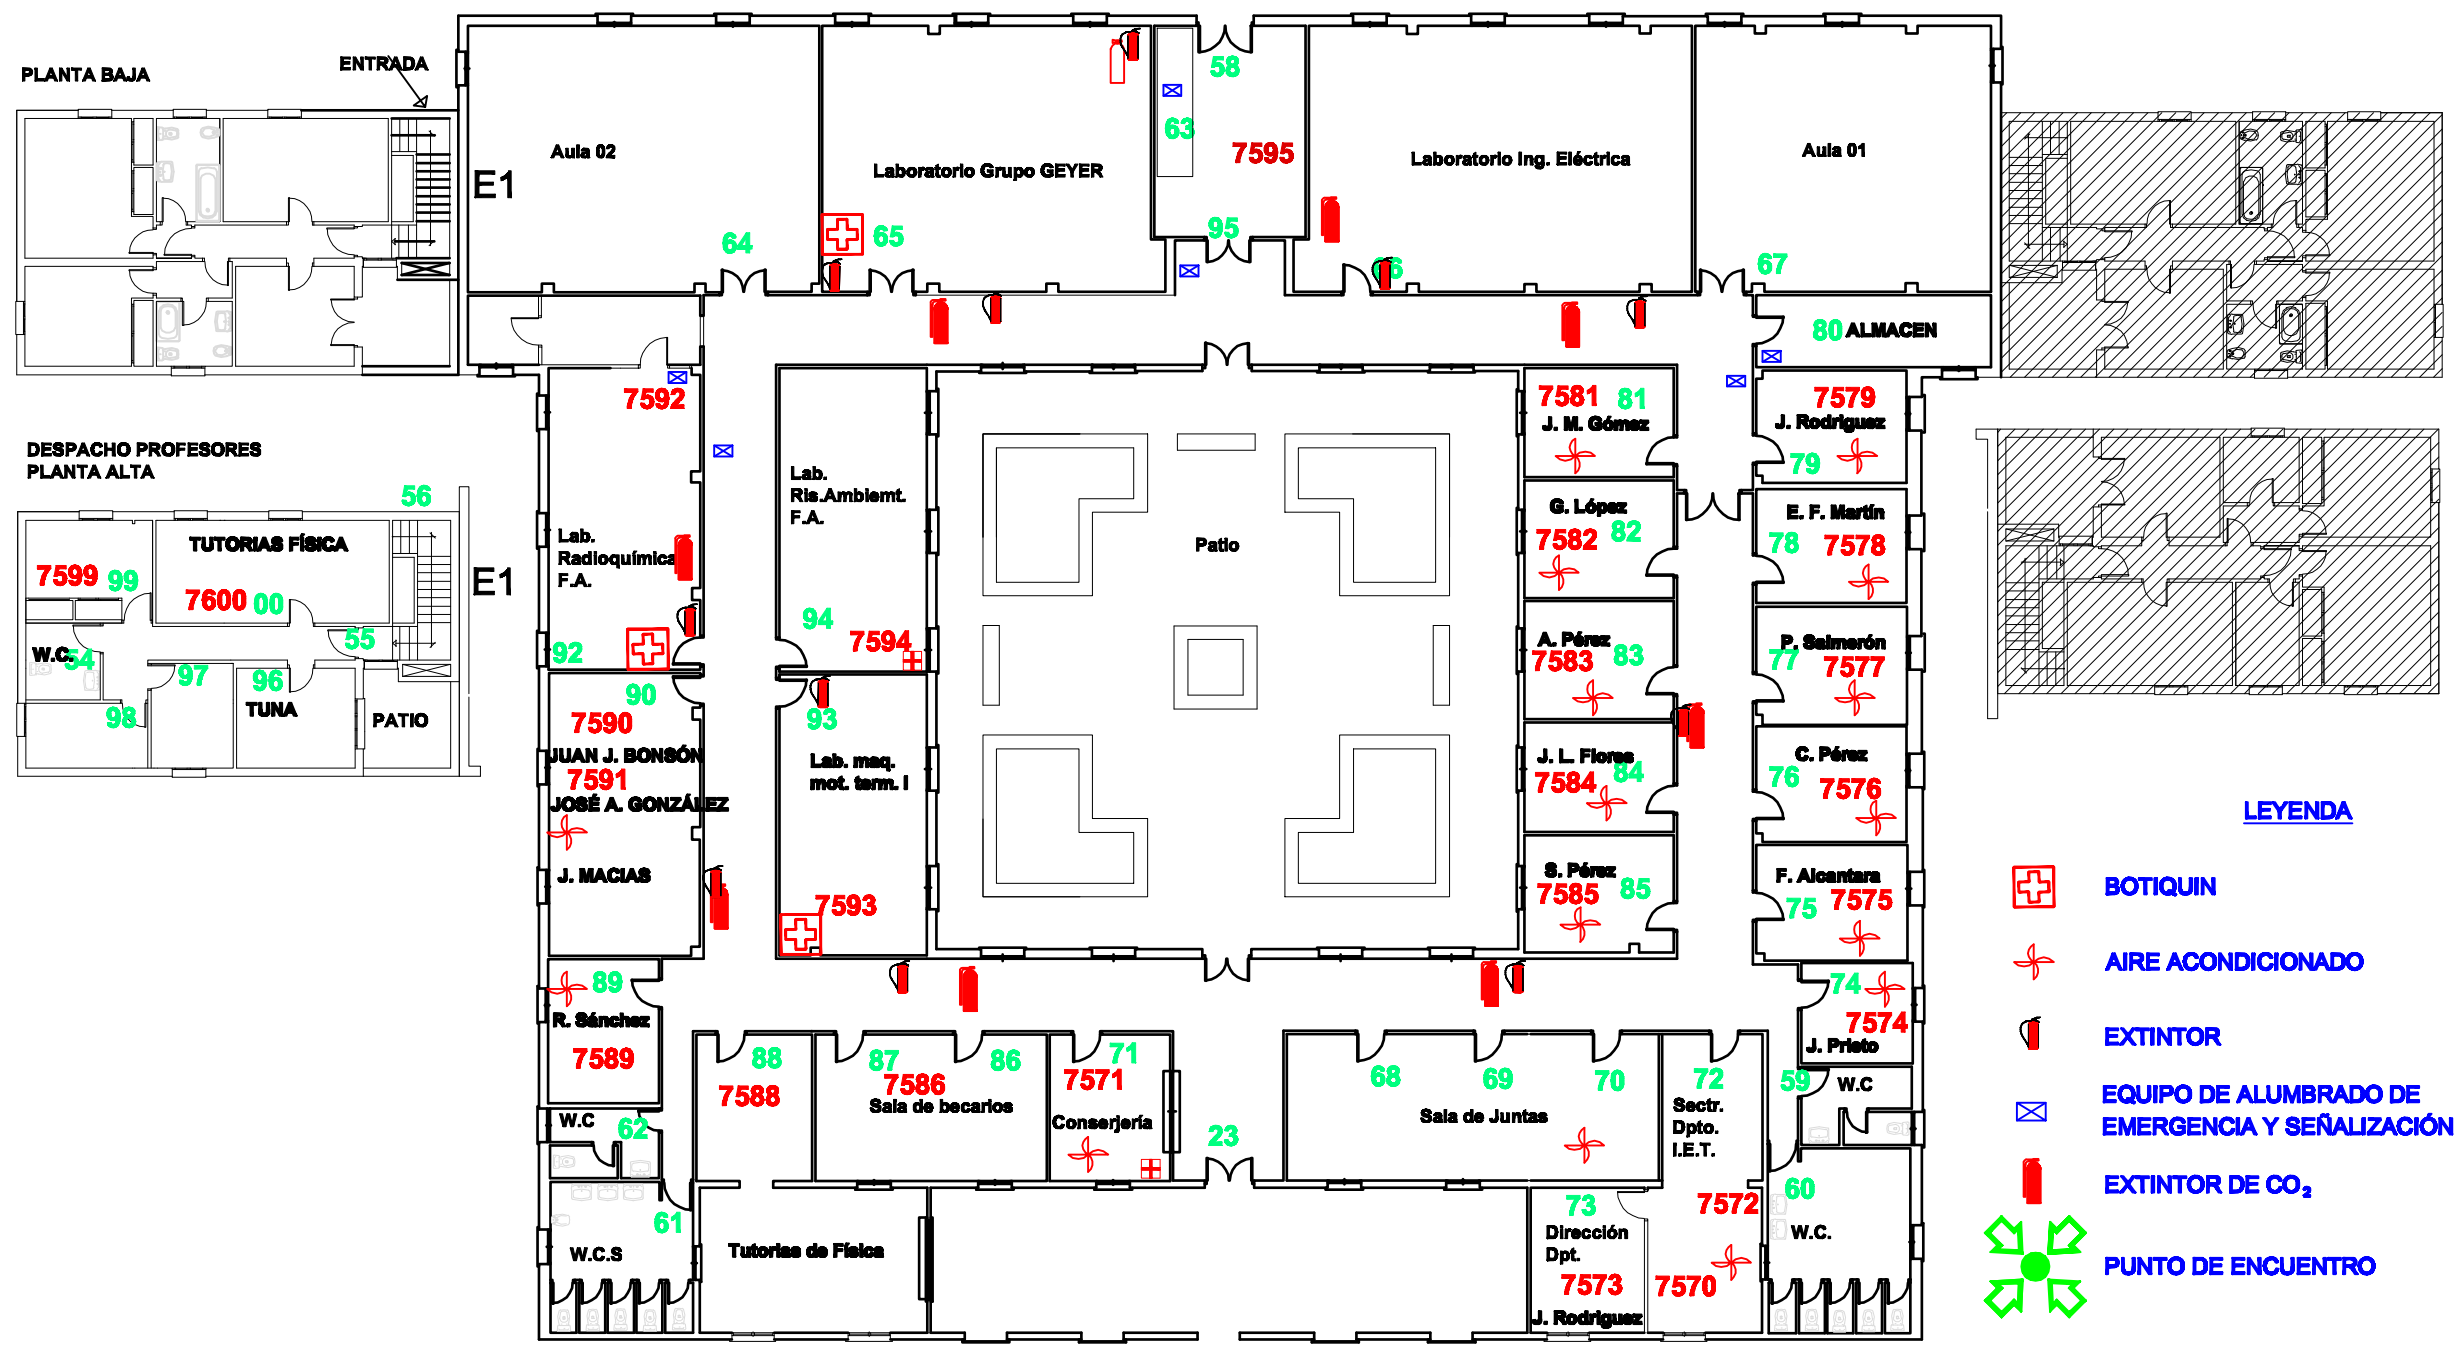 PLANTA BAJA
ENTRADA
E1
Aula 02
64
65
Laboratorio Grupo GEYER
58
63
7595
95
Laboratorio Ing. Eléctrica
Aula 01
67
80 ALMACEN
DESPACHO PROFESORES
PLANTA ALTA
56
TUTORIAS FÍSICA
7599 99
7600 00
55
W.C.
54
97
96
98
TUNA
PATIO
E1
7592
Lab.
Radioquímica
F.A.
92
Lab.
Ris.Ambiemt.
F.A.
94
7594
90
7590
JUAN J. BONSÓN
7591
JOSÉ A. GONZÁLEZ
J. MACIAS
93
Lab. maq.
mot. term. I
7593
Patio
7581 81
J. M. Gómez
G. López
7582 82
A. Pérez
7583 83
J. L. Flores
7584 84
S. Pérez
7585 85
7579
J. Rodriguez
79
E. F. Martín
78 7578
P. Salmerón
77 7577
C. Pérez
76 7576
F. Alcantara
75 7575
74
7574
J. Prieto
89
R. Sánchez
7589
W.C
62
61
W.C.S
88
7588
87 86
7586
Sala de becarios
71
7571
Conserjería
23
68 69 70
Sala de Juntas
72
Sectr.
Dpto.
I.E.T.
59 W.C
60
W.C.
Tutorias de Física
73
Dirección
Dpt.
7573
J. Rodriguez
7572
7570
LEYENDA
BOTIQUIN
AIRE ACONDICIONADO
EXTINTOR
EQUIPO DE ALUMBRADO DE
EMERGENCIA Y SEÑALIZACIÓN
EXTINTOR DE CO₂
PUNTO DE ENCUENTRO